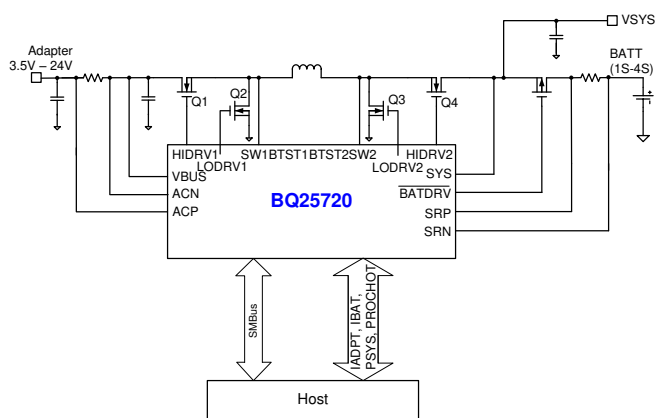 VSYS
Adapter
3.5V – 24V
BATT
(1S-4S)
Q1
Q2
Q3
Q4
HIDRV1
LODRV1
SW1
BTST1
BTST2
SW2
HIDRV2
LODRV2
VBUS
ACN
ACP
SYS
BATDRV
SRP
SRN
BQ25720
SMBus
IADPT, IBAT,
PSYS, PROCHOT
Host